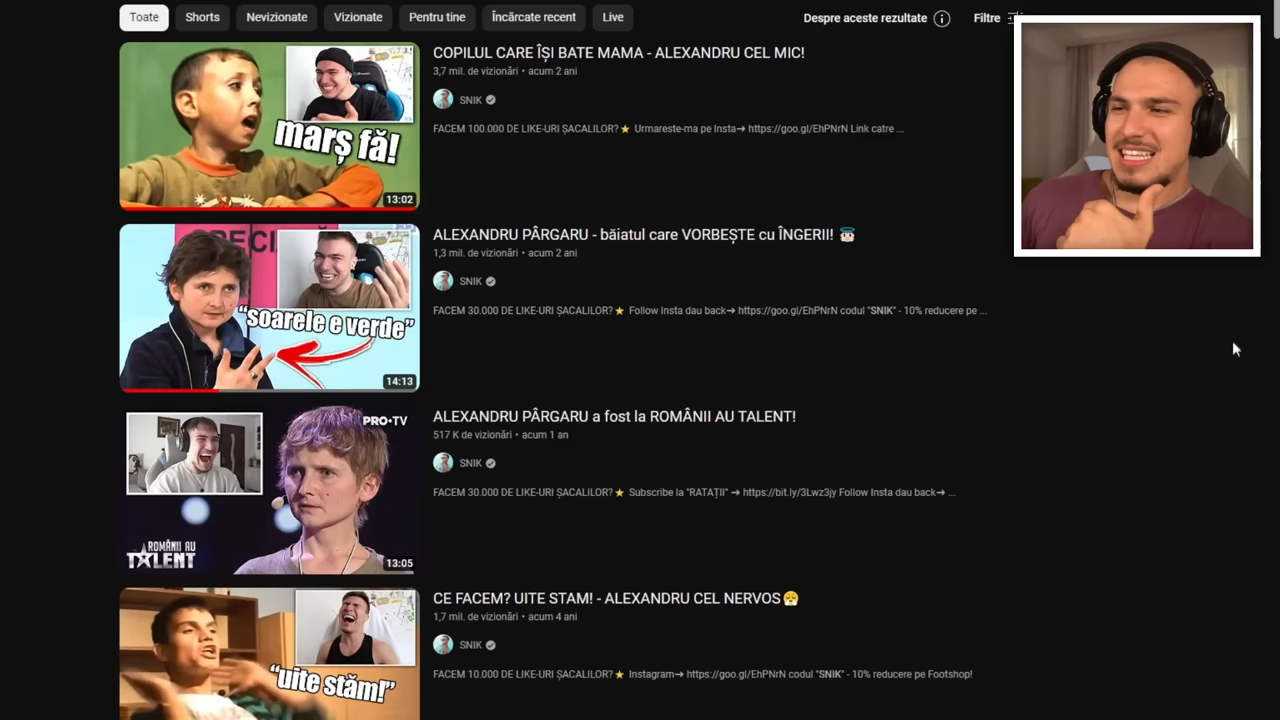 Toate
Shorts
Nevizionate
Vizionate
Pentru tine
Încărcate recent
Live
Despre aceste rezultate
Filtre
marș fă!
13:02
COPILUL CARE ÎȘI BATE MAMA - ALEXANDRU CEL MIC!
3,7 mil. de vizionări • acum 2 ani
SNIK
FACEM 100.000 DE LIKE-URI ȘACALILOR?⭐ Urmareste-ma pe Insta➙ https://goo.gl/EhPNrN Link catre ...
"soarele e verde"
14:13
ALEXANDRU PÂRGARU - băiatul care VORBEȘTE cu ÎNGERII! 👼🏻
1,3 mil. de vizionări • acum 2 ani
SNIK
FACEM 30.000 DE LIKE-URI ȘACALILOR?⭐ Follow Insta dau back➙ https://goo.gl/EhPNrN codul "SNIK" - 10% reducere pe ...
PRO•TV
ROMÂNII AU
TALENT
13:05
ALEXANDRU PÂRGARU a fost la ROMÂNII AU TALENT!
517 K de vizionări • acum 1 an
SNIK
FACEM 30.000 DE LIKE-URI ȘACALILOR?⭐ Subscribe la "RATAȚII" ➙ https://bit.ly/3Lwz3jy Follow Insta dau back➙ ...
"uite stăm!"
CE FACEM? UITE STAM! - ALEXANDRU CEL NERVOS😤
1,7 mil. de vizionări • acum 4 ani
SNIK
FACEM 10.000 DE LIKE-URI ȘACALILOR?⭐ Instagram➙ https://goo.gl/EhPNrN codul "SNIK" - 10% reducere pe Footshop!